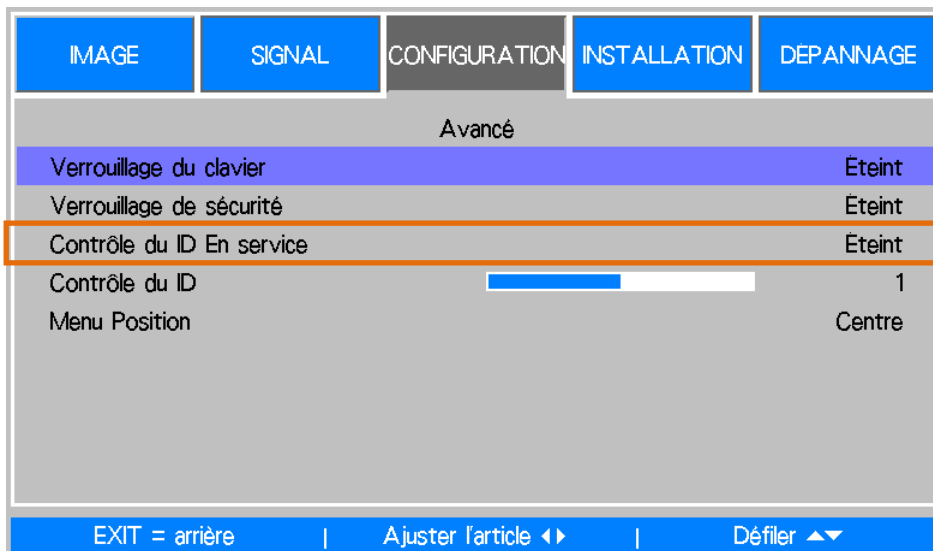 IMAGE SIGNAL CONFIGURATION INSTALLATION DÉPANNAGE
Avancé
Verrouillage du clavier Éteint
Verrouillage de sécurité Éteint
Contrôle du ID En service Éteint
Contrôle du ID 1
Menu Position Centre
EXIT = arrière | Ajuster l'article ◂▸ | Défiler ▴▾